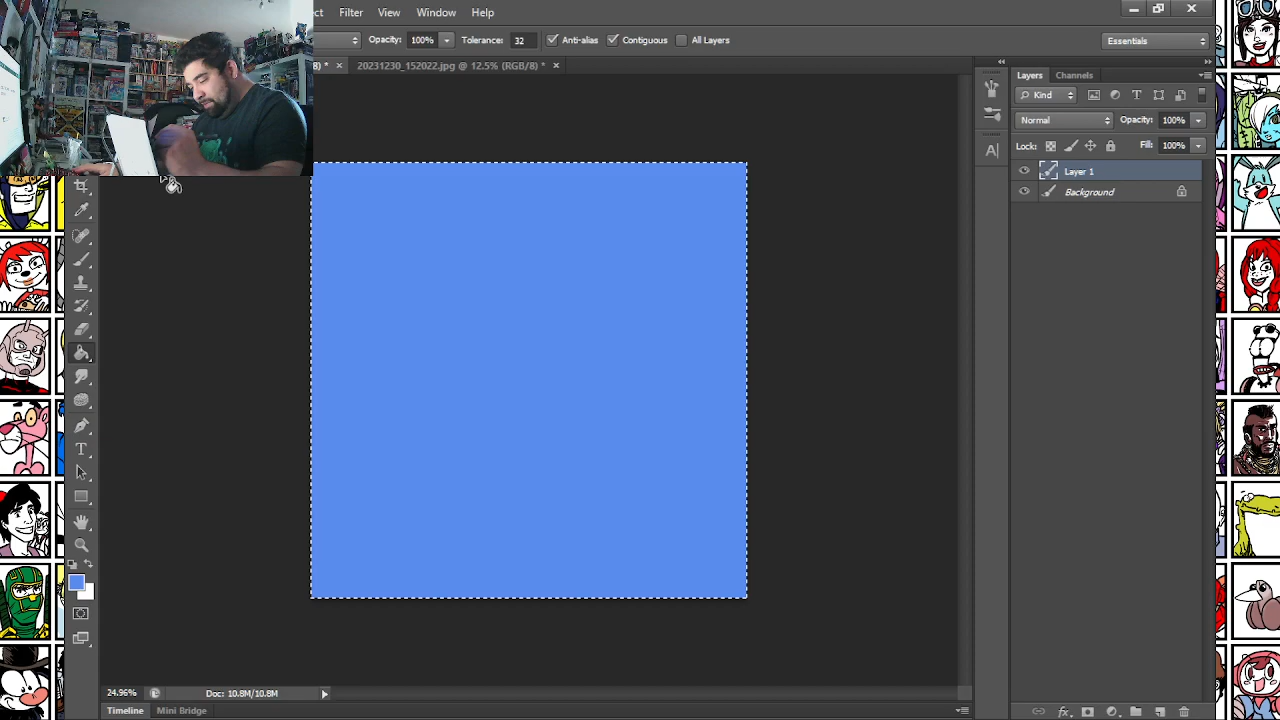 Filter View Window Help
Opacity: 100% Tolerance: 32 Anti-alias Contiguous All Layers
Essentials
20231230_152022.jpg @ 12.5% (RGB/8) *
Layers Channels
Kind
Normal Opacity: 100%
Lock: Fill: 100%
Layer 1
Background
24.96% Doc: 10.8M/10.8M
Timeline Mini Bridge